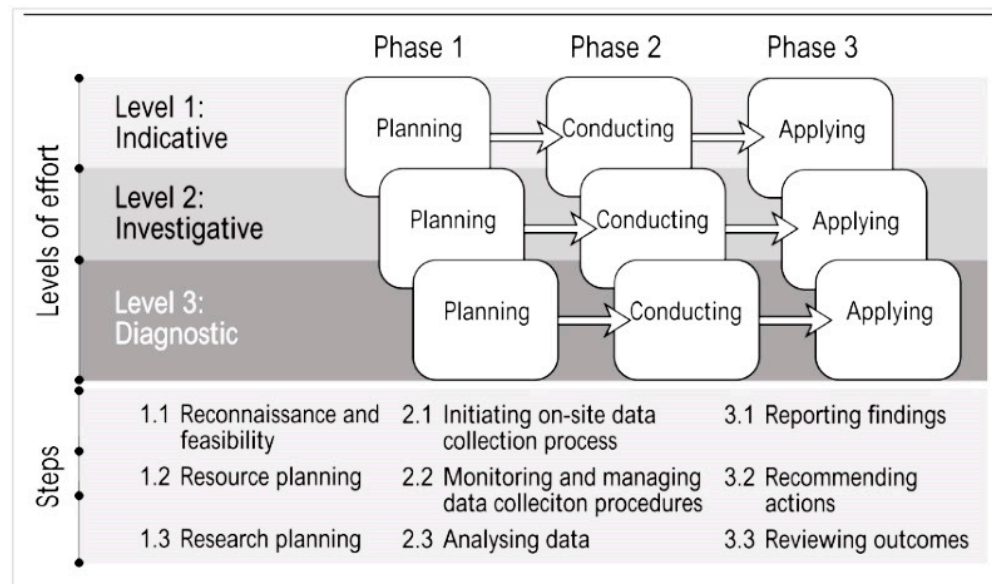 Phase 1 Phase 2 Phase 3
Levels of effort
Level 1:
Indicative
Planning Conducting Applying
Level 2:
Investigative
Planning Conducting Applying
Level 3:
Diagnostic
Planning Conducting Applying
Steps
1.1 Reconnaissance and
feasibility
2.1 Initiating on-site data
collection process
3.1 Reporting findings
1.2 Resource planning
2.2 Monitoring and managing
data colleciton procedures
3.2 Recommending
actions
1.3 Research planning
2.3 Analysing data
3.3 Reviewing outcomes